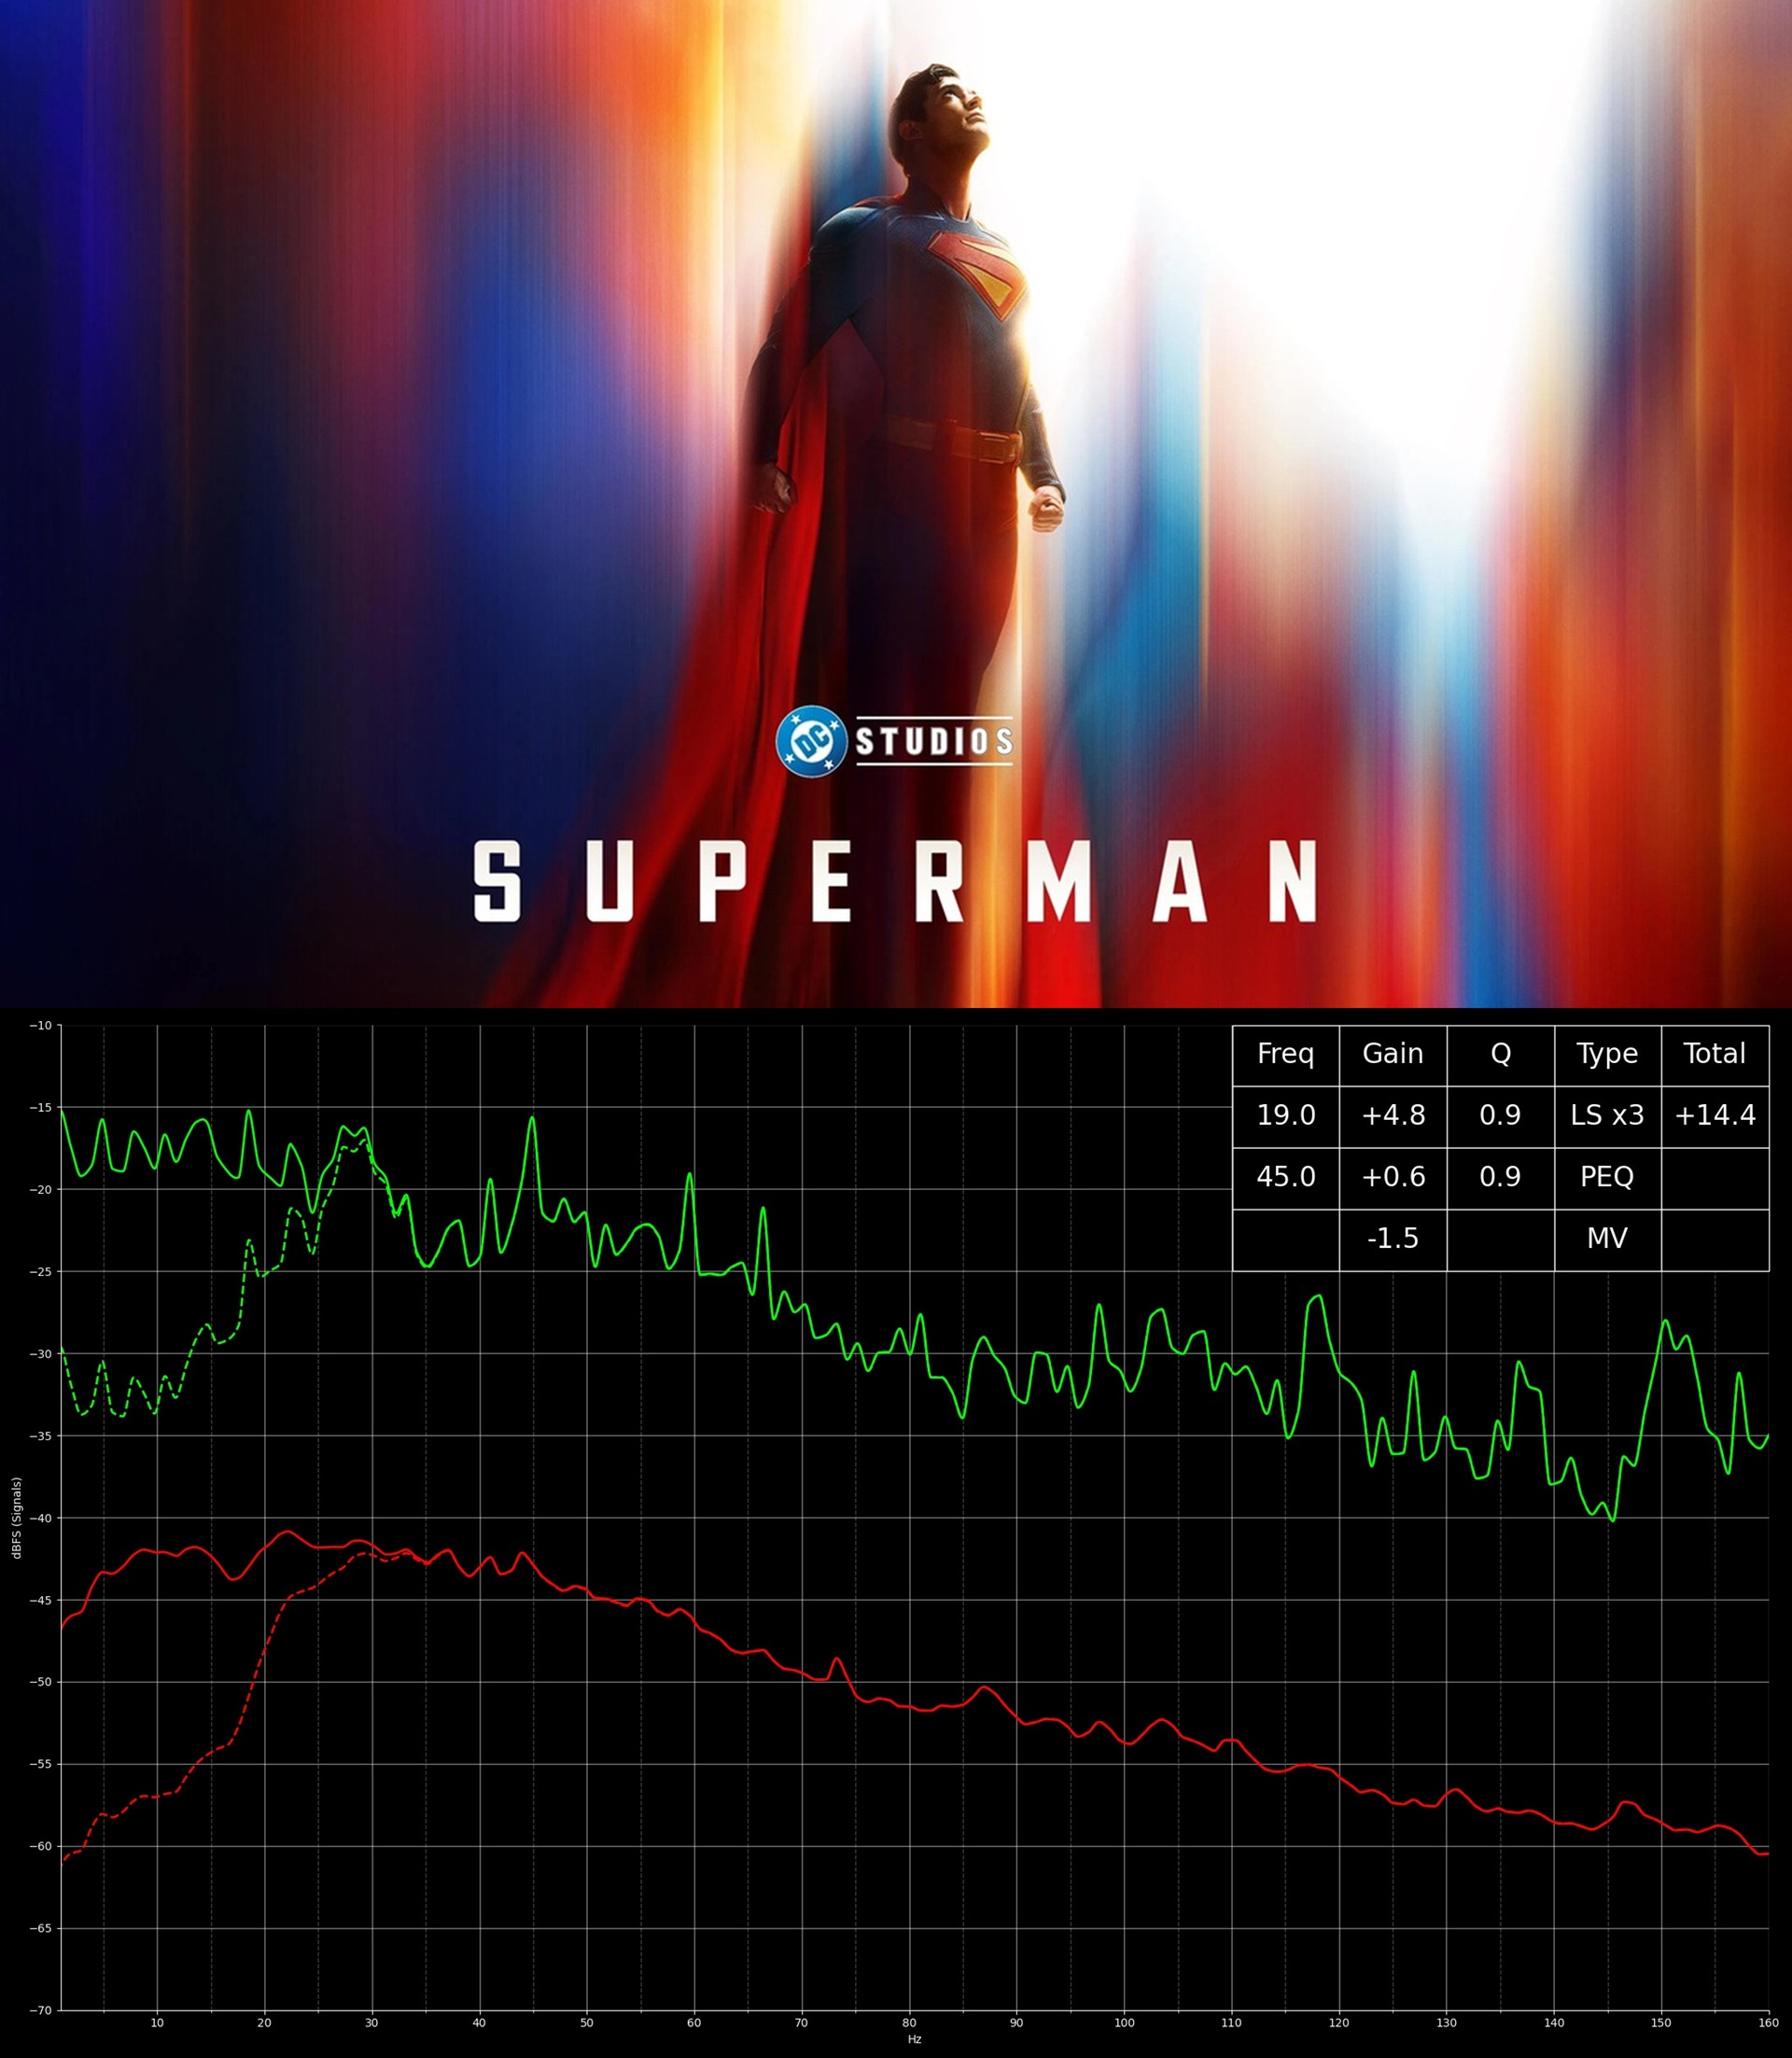 DC
STUDIOS
SUPERMAN
Freq Gain Q Type Total
19.0 +4.8 0.9 LS x3 +14.4
45.0 +0.6 0.9 PEQ
-1.5 MV
−10
−15
−20
−25
−30
−35
−40
−45
−50
−55
−60
−65
−70
dBFS (Signals)
10 20 30 40 50 60 70 80 90 100 110 120 130 140 150 160
Hz